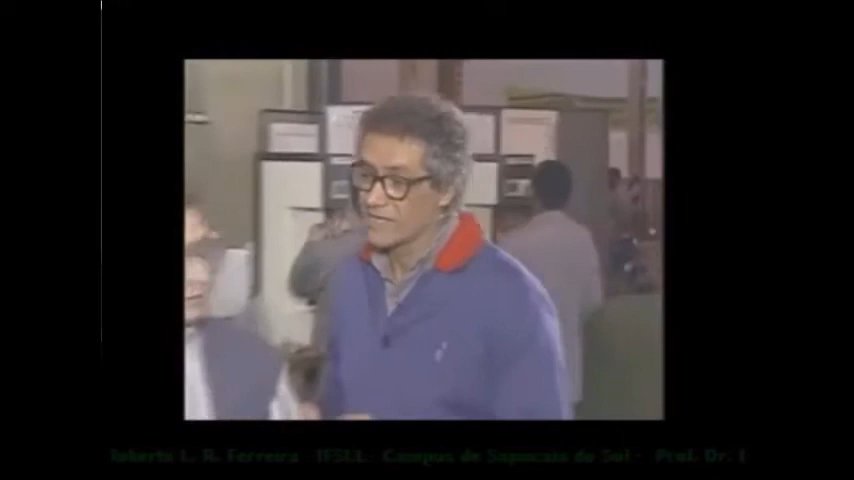 Roberto L. R. Ferreira IFSUL - Campus de Sapucaia do Sul - Prof. Dr.